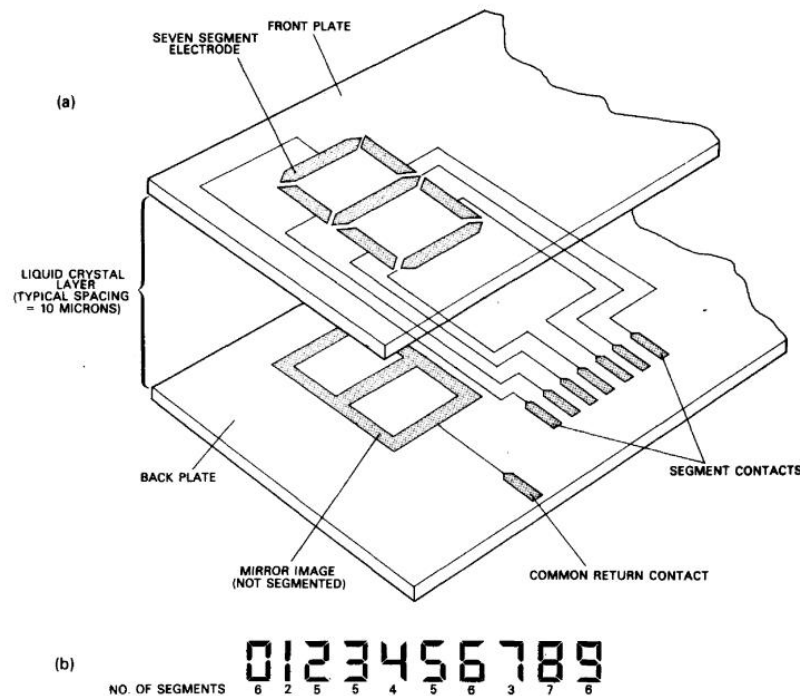 FRONT PLATE
SEVEN SEGMENT
ELECTRODE
(a)
LIQUID CRYSTAL
LAYER
(TYPICAL SPACING
= 10 MICRONS)
BACK PLATE
SEGMENT CONTACTS
MIRROR IMAGE
(NOT SEGMENTED)
COMMON RETURN CONTACT
(b)
0123456789
NO. OF SEGMENTS 6 2 5 5 4 5 6 3 7 6